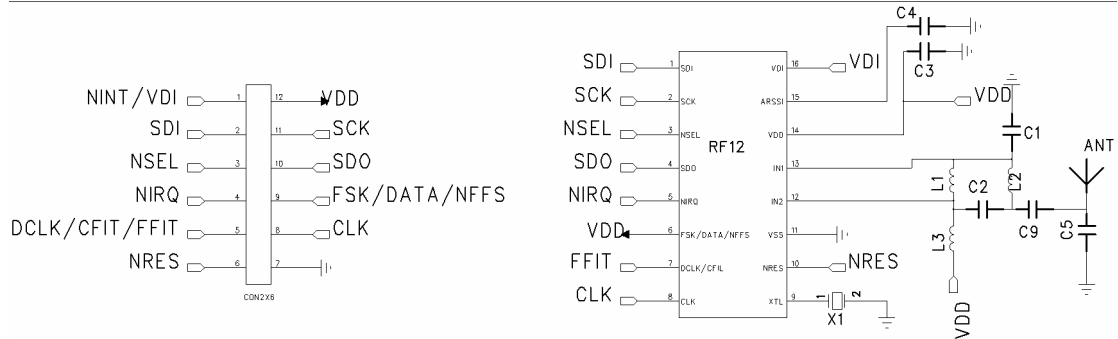 NINT/VDI 1 12 VDD
SDI 2 11 SCK
NSEL 3 10 SDO
NIRQ 4 9 FSK/DATA/NFFS
DCLK/CFIT/FFIT 5 8 CLK
NRES 6 7
CON2X6
C4
C3
SDI 1 SDI VDI 16 VDI
SCK 2 SCK ARSSI 15
VDD
NSEL 3 NSEL VDD 14
RF12
C1
ANT
SDO 4 SDO IN1 13
L1 L2
NIRQ 5 NIRQ IN2 12
C2
C9
C5
VDD 6 FSK/DATA/NFFS VSS 11
L3
FFIT 7 DCLK/CFIL NRES 10 NRES
CLK 8 CLK XTL 9
1 2
X1
VDD